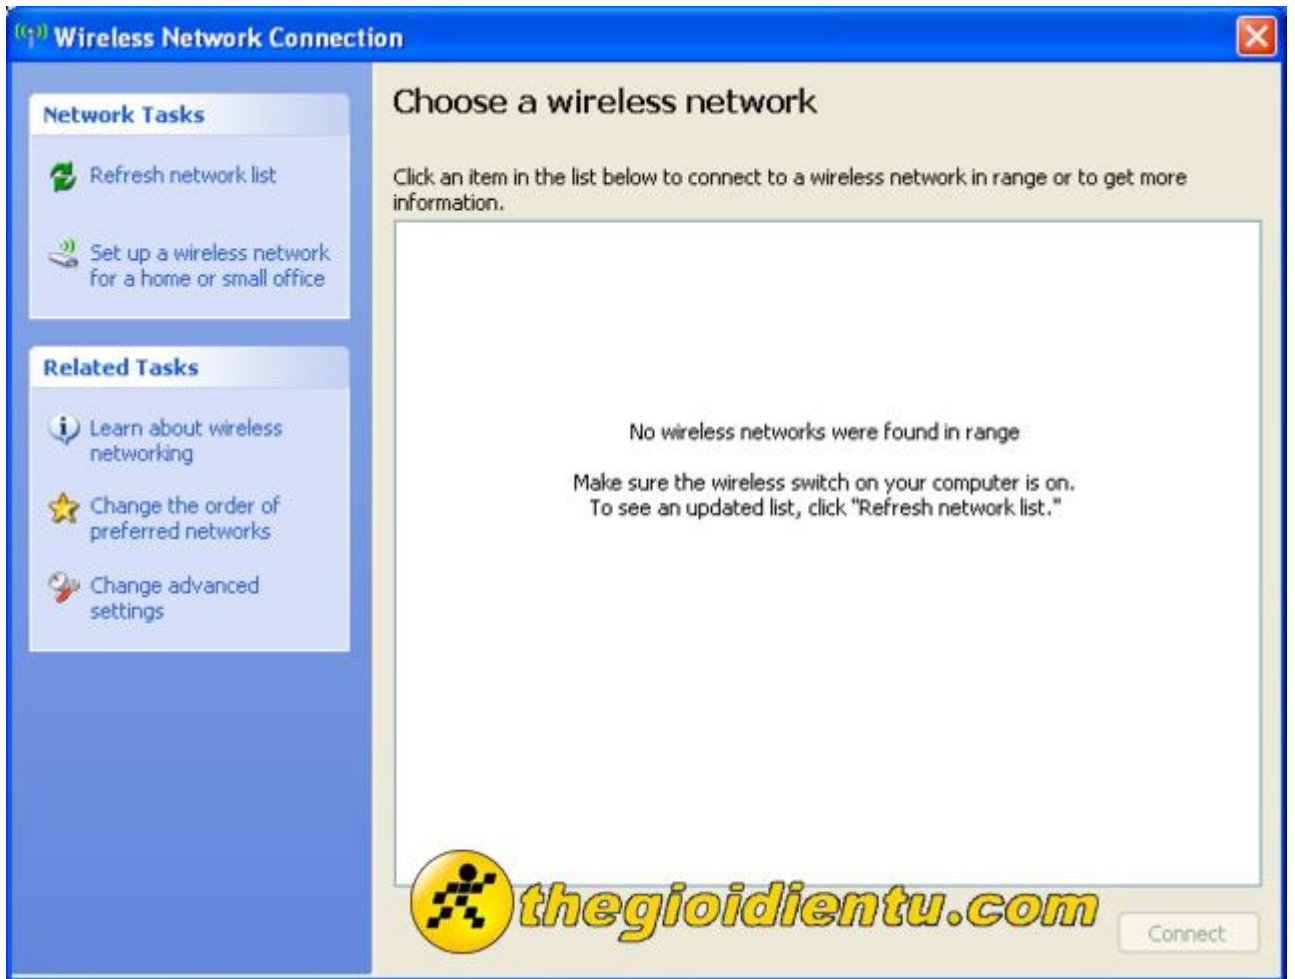 Wireless Network Connection
Network Tasks
Refresh network list
Set up a wireless network
for a home or small office
Related Tasks
Learn about wireless
networking
Change the order of
preferred networks
Change advanced
settings
Choose a wireless network
Click an item in the list below to connect to a wireless network in range or to get more
information.
No wireless networks were found in range
Make sure the wireless switch on your computer is on.
To see an updated list, click "Refresh network list."
thegioidientu.com
Connect